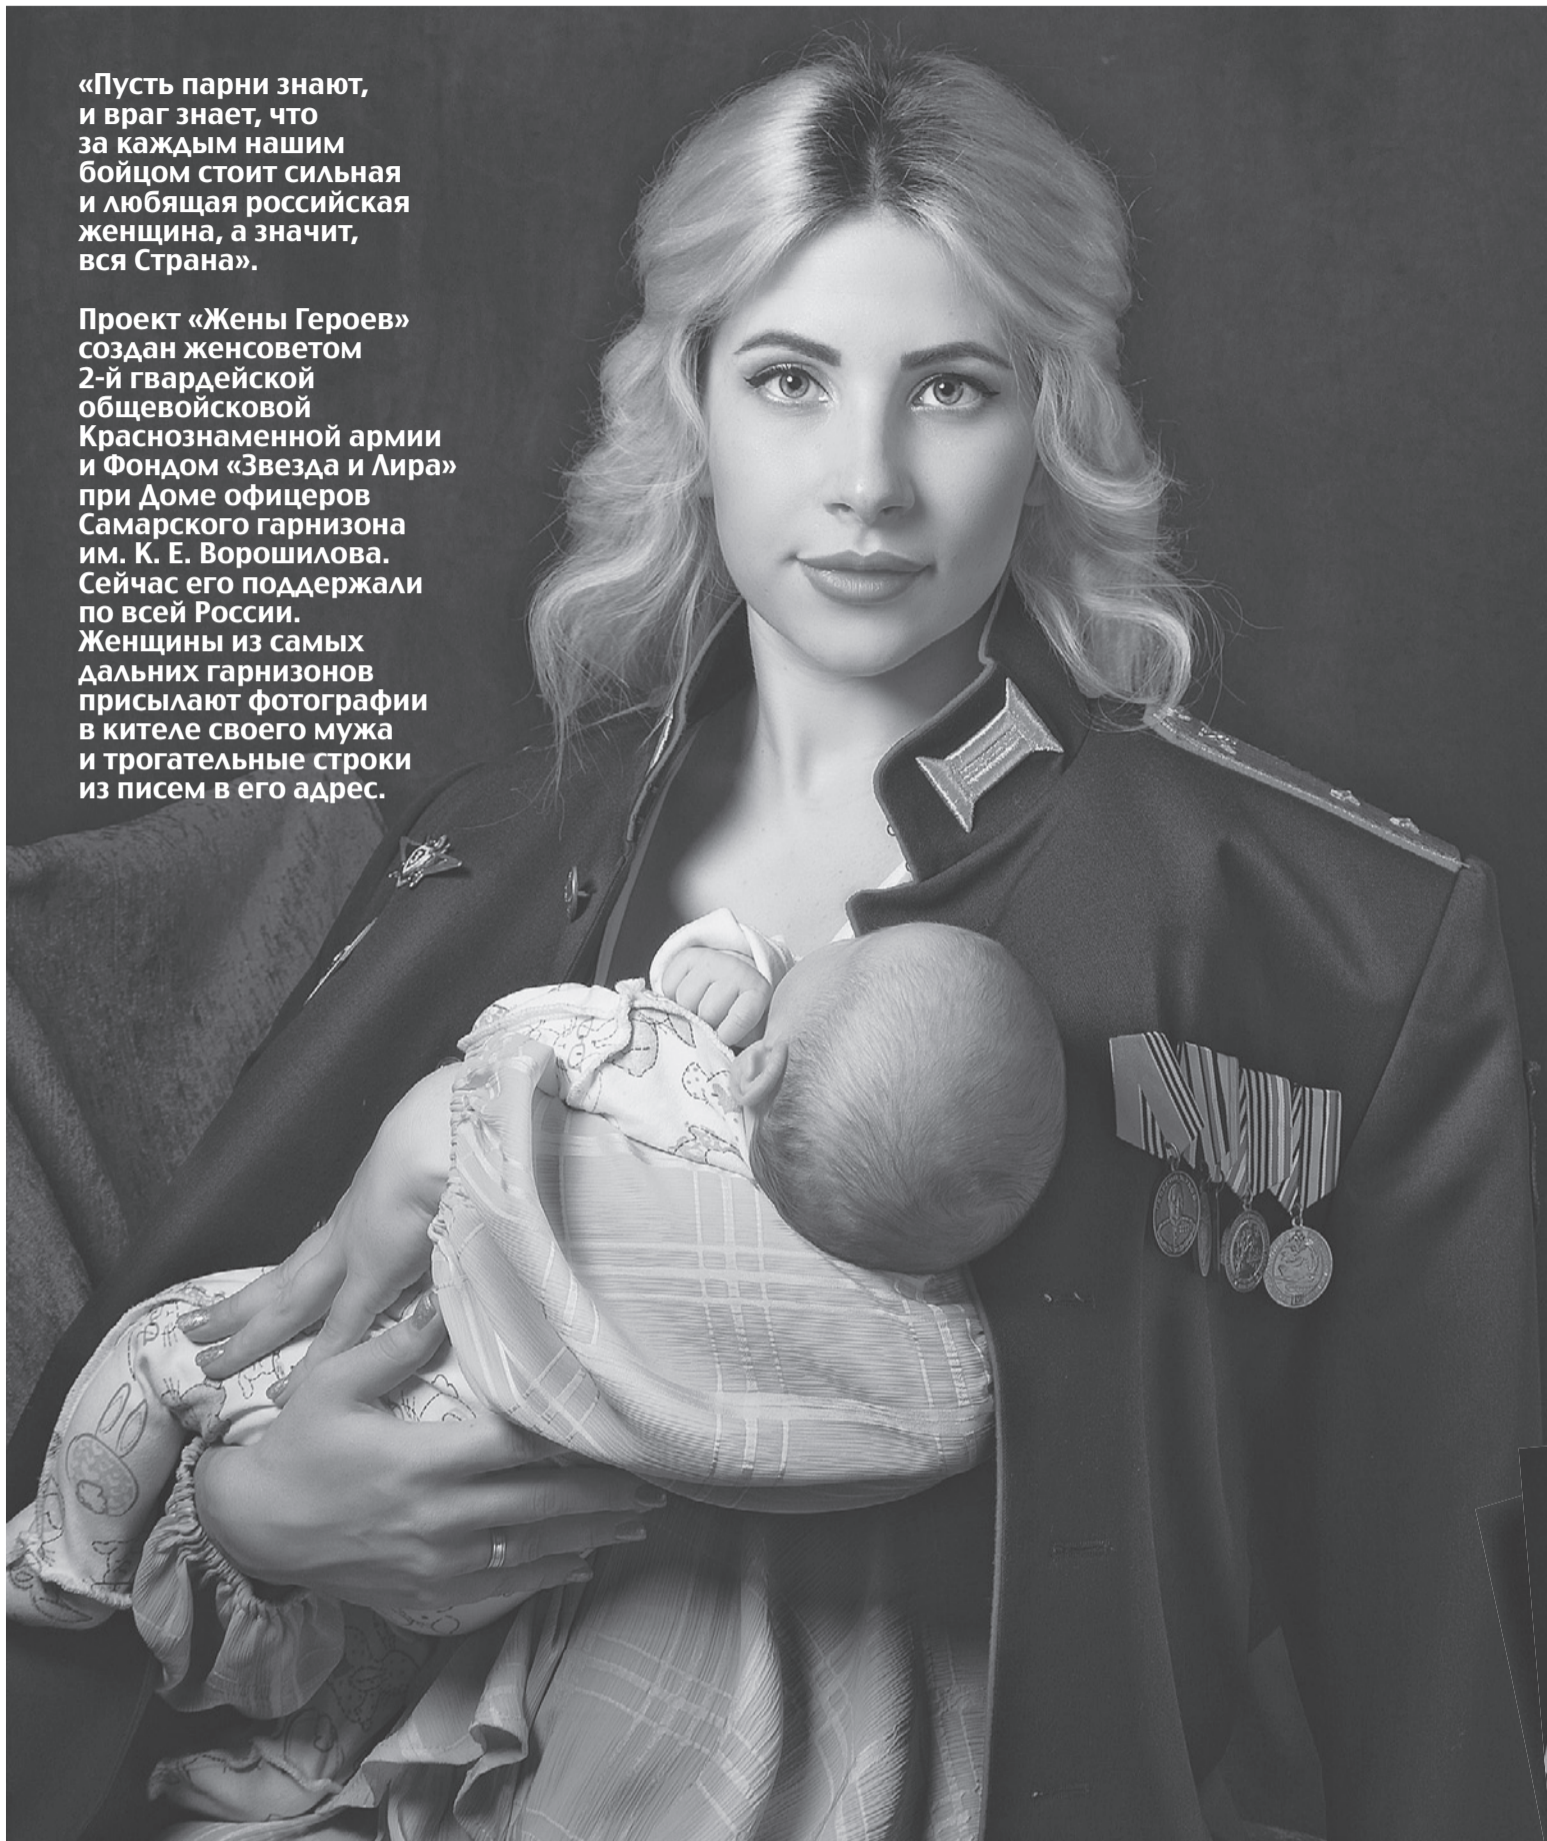 «Пусть парни знают,
и враг знает, что
за каждым нашим
бойцом стоит сильная
и любящая российская
женщина, а значит,
вся Страна».
Проект «Жены Героев»
создан женсоветом
2-й гвардейской
общевойсковой
Краснознаменной армии
и Фондом «Звезда и Лира»
при Доме офицеров
Самарского гарнизона
им. К. Е. Ворошилова.
Сейчас его поддержали
по всей России.
Женщины из самых
дальних гарнизонов
присылают фотографии
в кителе своего мужа
и трогательные строки
из писем в его адрес.